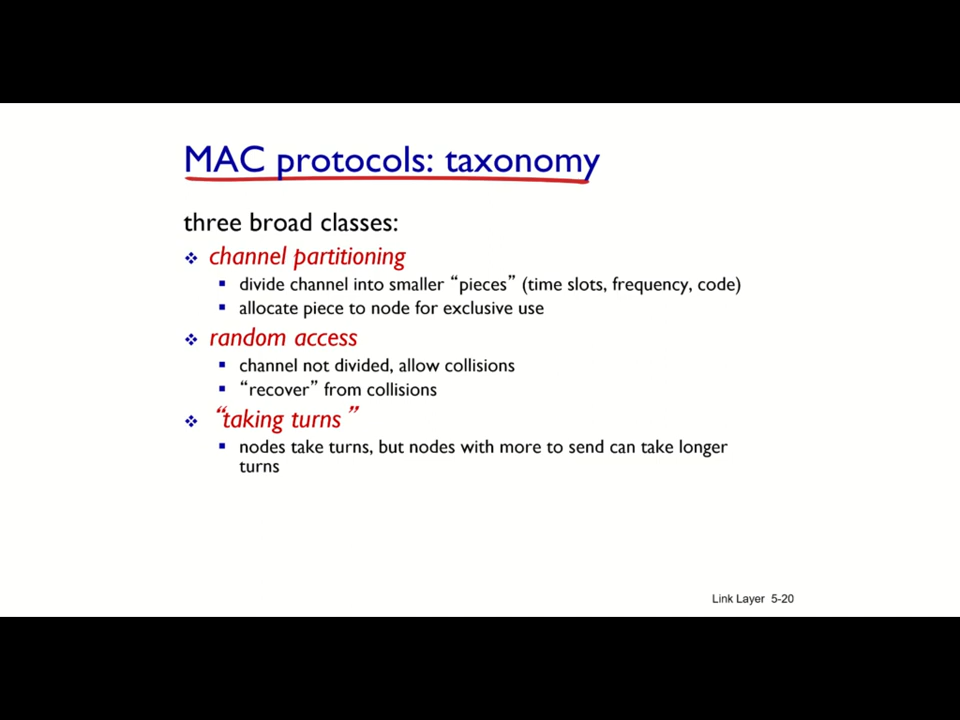 MAC protocols: taxonomy
three broad classes:
❖ channel partitioning
▪ divide channel into smaller “pieces” (time slots, frequency, code)
▪ allocate piece to node for exclusive use
❖ random access
▪ channel not divided, allow collisions
▪ “recover” from collisions
❖ “taking turns”
▪ nodes take turns, but nodes with more to send can take longer
turns
Link Layer 5-20